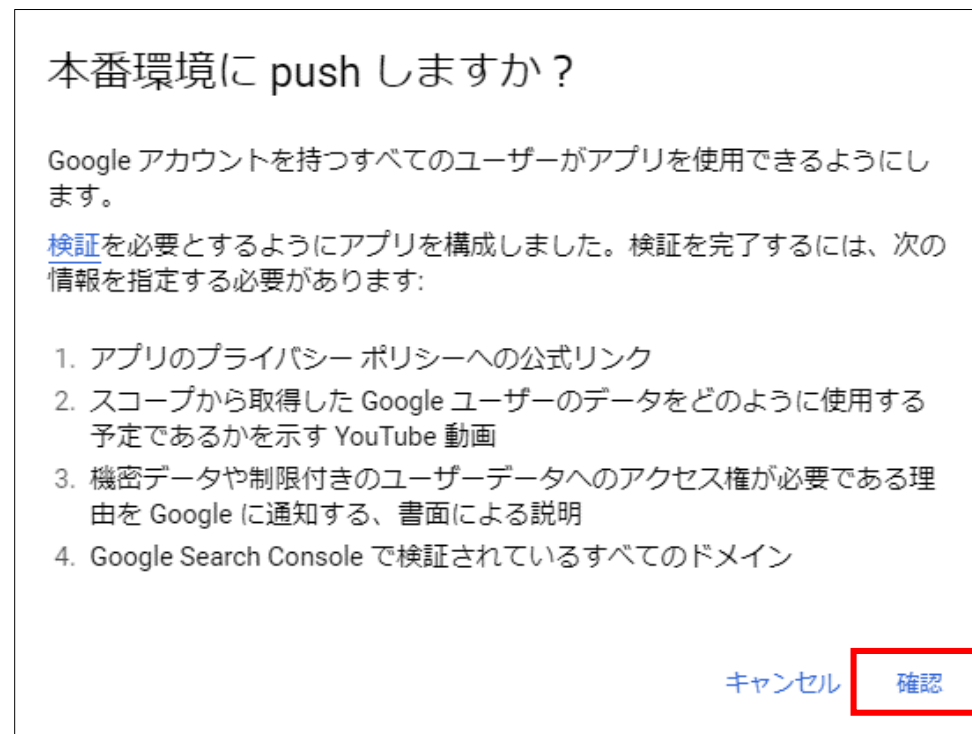 本番環境に push しますか？
Google アカウントを持つすべてのユーザーがアプリを使用できるようにし
ます。
検証を必要とするようにアプリを構成しました。検証を完了するには、次の
情報を指定する必要があります:
1. アプリのプライバシー ポリシーへの公式リンク
2. スコープから取得した Google ユーザーのデータをどのように使用する
予定であるかを示す YouTube 動画
3. 機密データや制限付きのユーザーデータへのアクセス権が必要である理
由を Google に通知する、書面による説明
4. Google Search Console で検証されているすべてのドメイン
キャンセル 確認